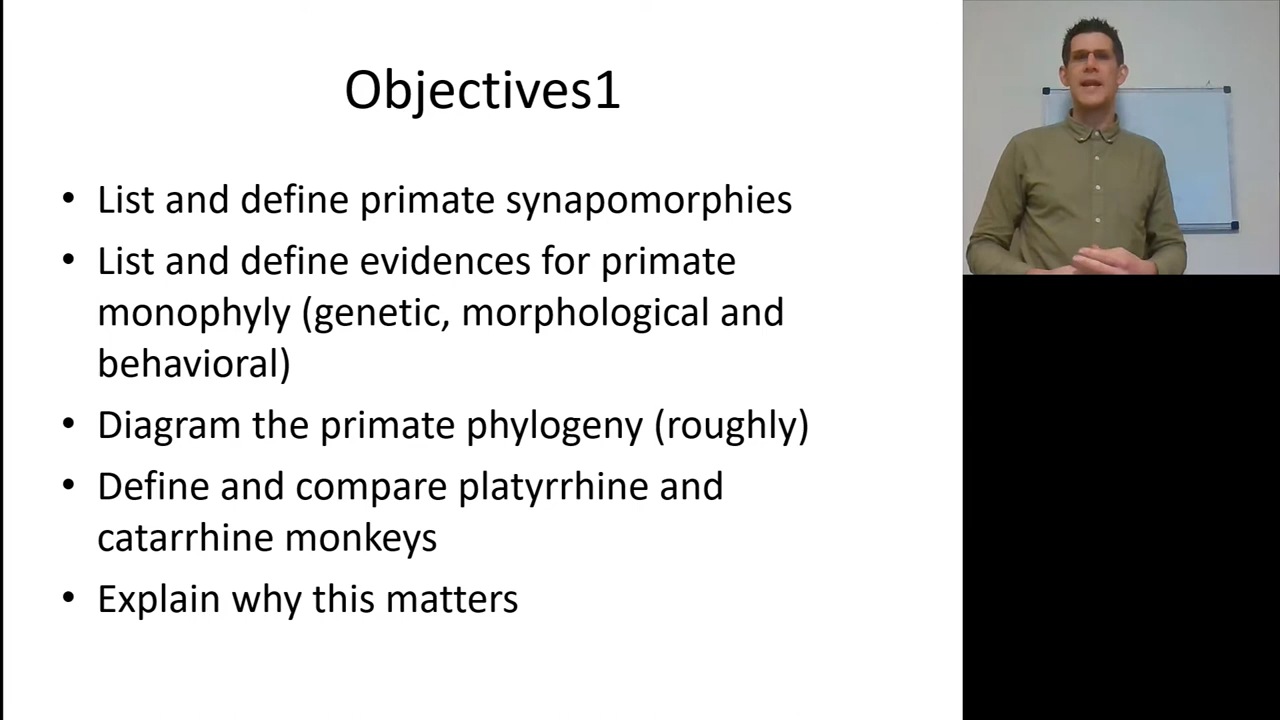 Objectives1
• List and define primate synapomorphies
• List and define evidences for primate
monophyly (genetic, morphological and
behavioral)
• Diagram the primate phylogeny (roughly)
• Define and compare platyrrhine and
catarrhine monkeys
• Explain why this matters